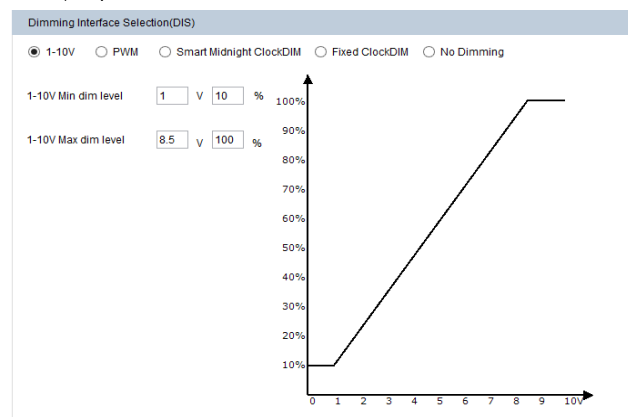 Dimming Interface Selection(DIS)
1-10V PWM Smart Midnight ClockDIM Fixed ClockDIM No Dimming
1-10V Min dim level 1 V 10 %
1-10V Max dim level 8.5 V 100 %
100%
90%
80%
70%
60%
50%
40%
30%
20%
10%
0 1 2 3 4 5 6 7 8 9 10V